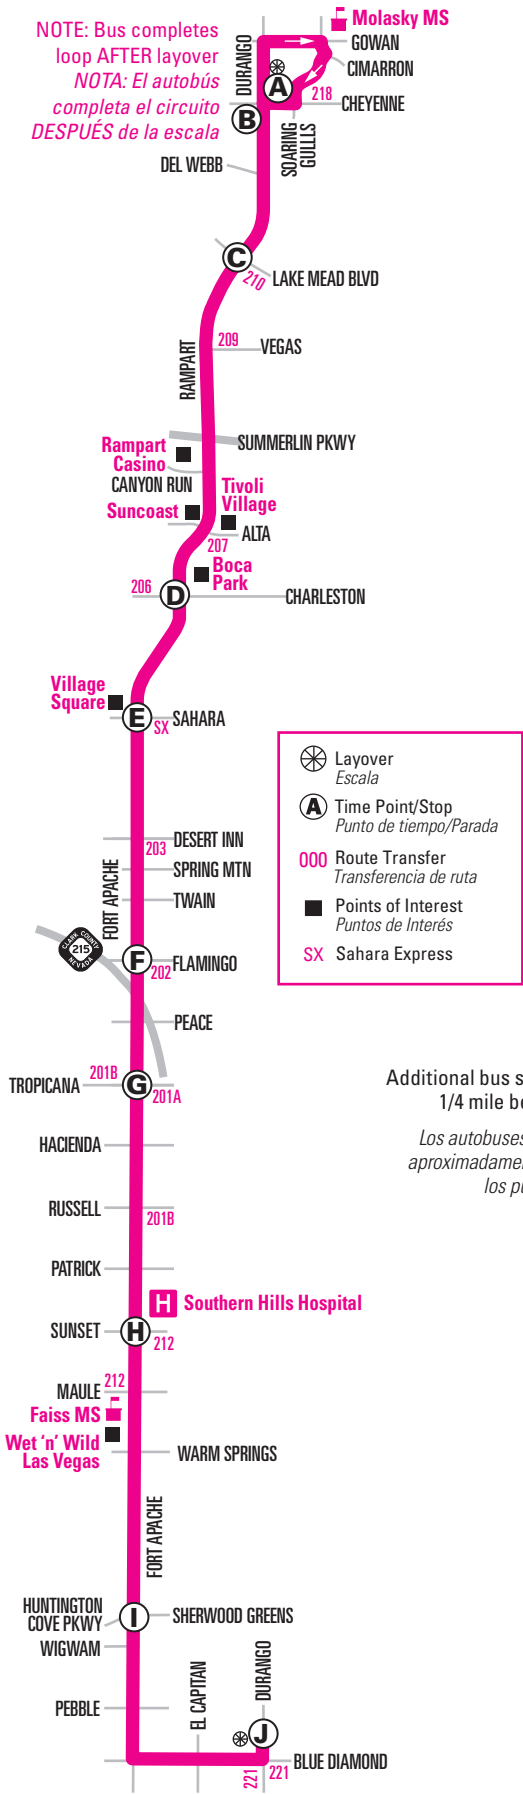 NOTE: Bus completes
loop AFTER layover
NOTA: El autobús
completa el circuito
DESPUÉS de la escala
Molasky MS
DURANGO
GOWAN
CIMARRON
A
218
CHEYENNE
B
SOARING
GULLS
DEL WEBB
C
210
LAKE MEAD BLVD
209
VEGAS
RAMPART
SUMMERLIN PKWY
Rampart
Casino
CANYON RUN
Tivoli
Village
Suncoast
ALTA
207
Boca
Park
206
D
CHARLESTON
Village
Square
E
SX
SAHARA
Layover
Escala
A
Time Point/Stop
Punto de tiempo/Parada
000
Route Transfer
Transferencia de ruta
Points of Interest
Puntos de Interés
SX
Sahara Express
203
DESERT INN
FORT APACHE
SPRING MTN
TWAIN
CLARK COUNTY
215
NEVADA
F
202
FLAMINGO
PEACE
201B
TROPICANA
G
201A
Additional bus s
1/4 mile be
Los autobuses
aproximadamer
los pu
HACIENDA
RUSSELL
201B
PATRICK
H
Southern Hills Hospital
SUNSET
H
212
MAULE
212
Faiss MS
Wet ‘n’ Wild
Las Vegas
WARM SPRINGS
FORT APACHE
HUNTINGTON
COVE PKWY
I
SHERWOOD GREENS
WIGWAM
PEBBLE
EL CAPITAN
DURANGO
J
221
221
BLUE DIAMOND